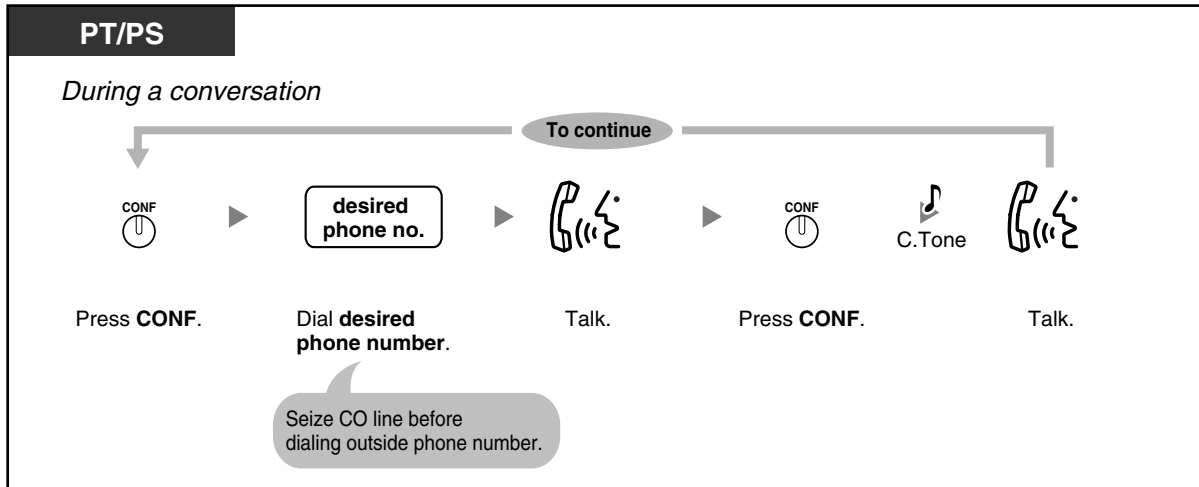 PT/PS
During a conversation
To continue
CONF
desired
phone no.
CONF
C.Tone
Press CONF.
Dial desired
phone number.
Talk.
Press CONF.
Talk.
Seize CO line before
dialing outside phone number.